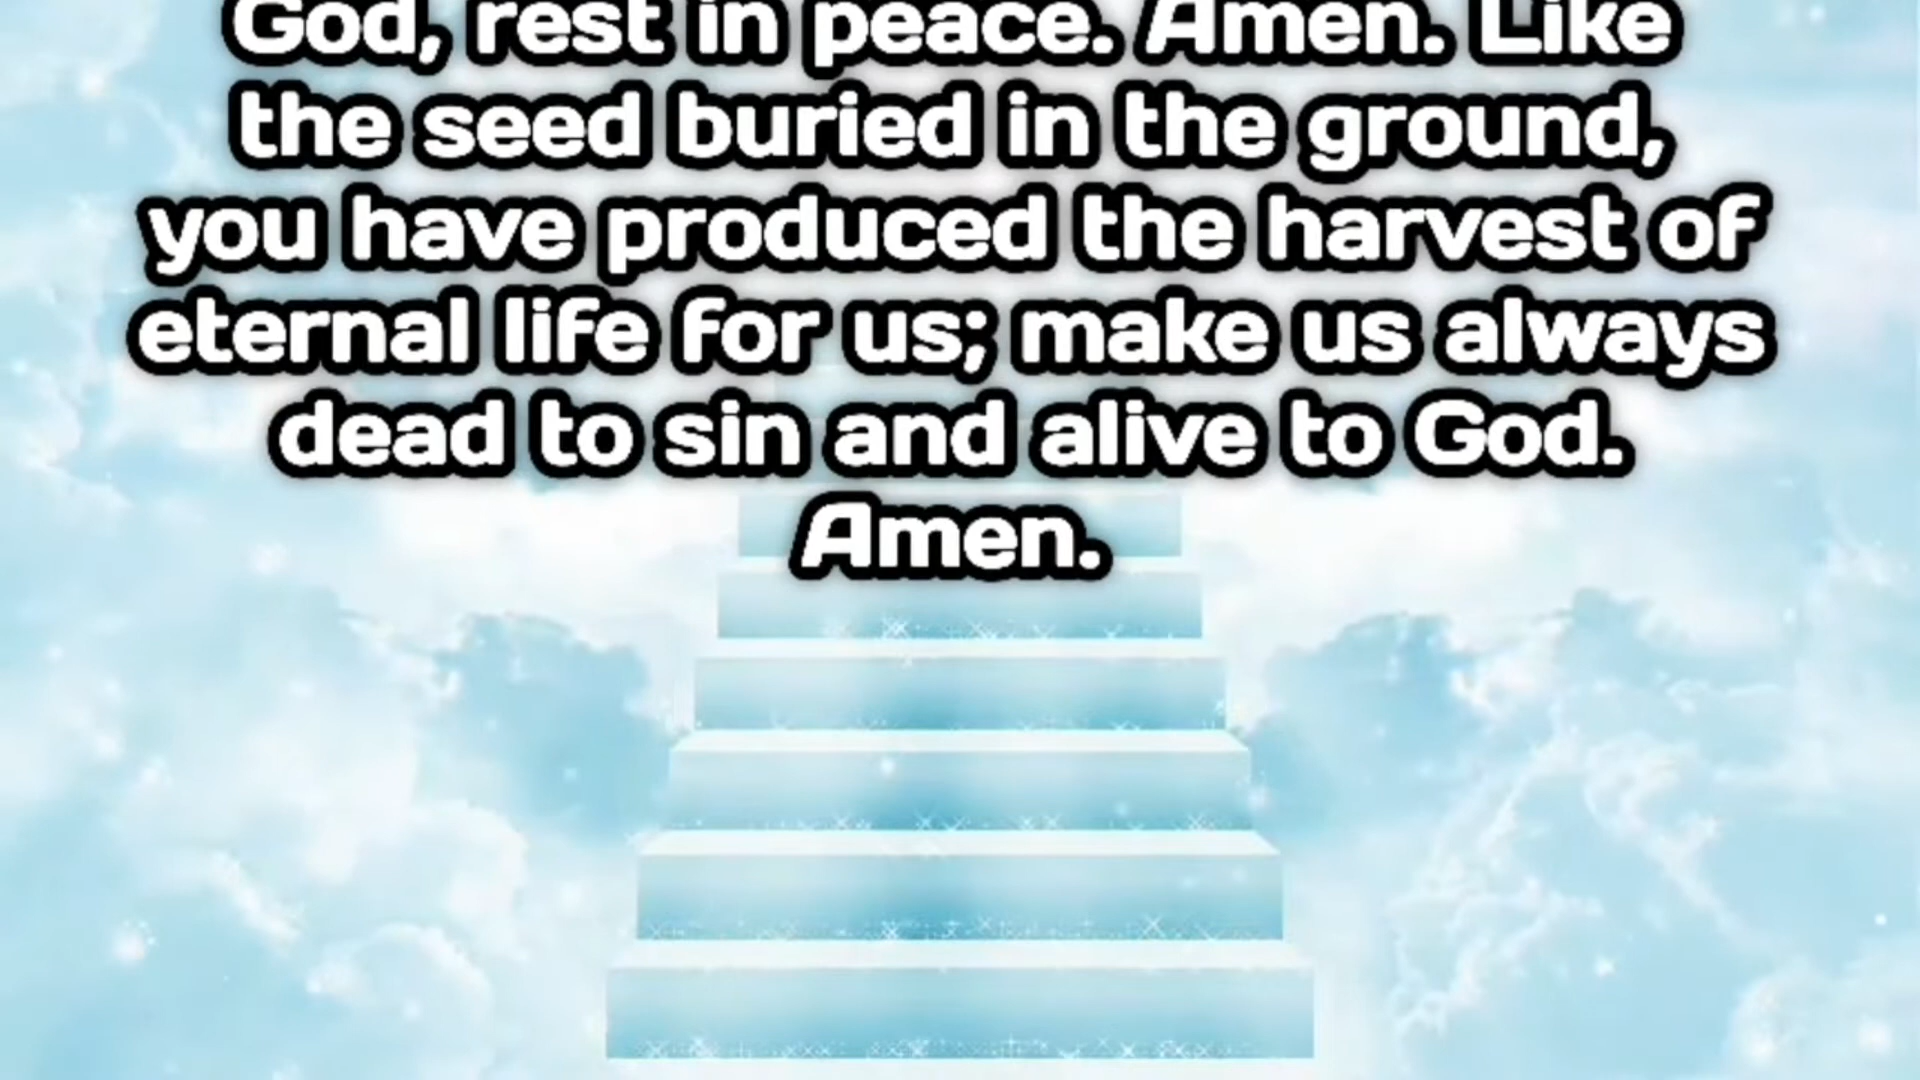 God, rest in peace. Amen. Like
the seed buried in the ground,
you have produced the harvest of
eternal life for us; make us always
dead to sin and alive to God.
Amen.